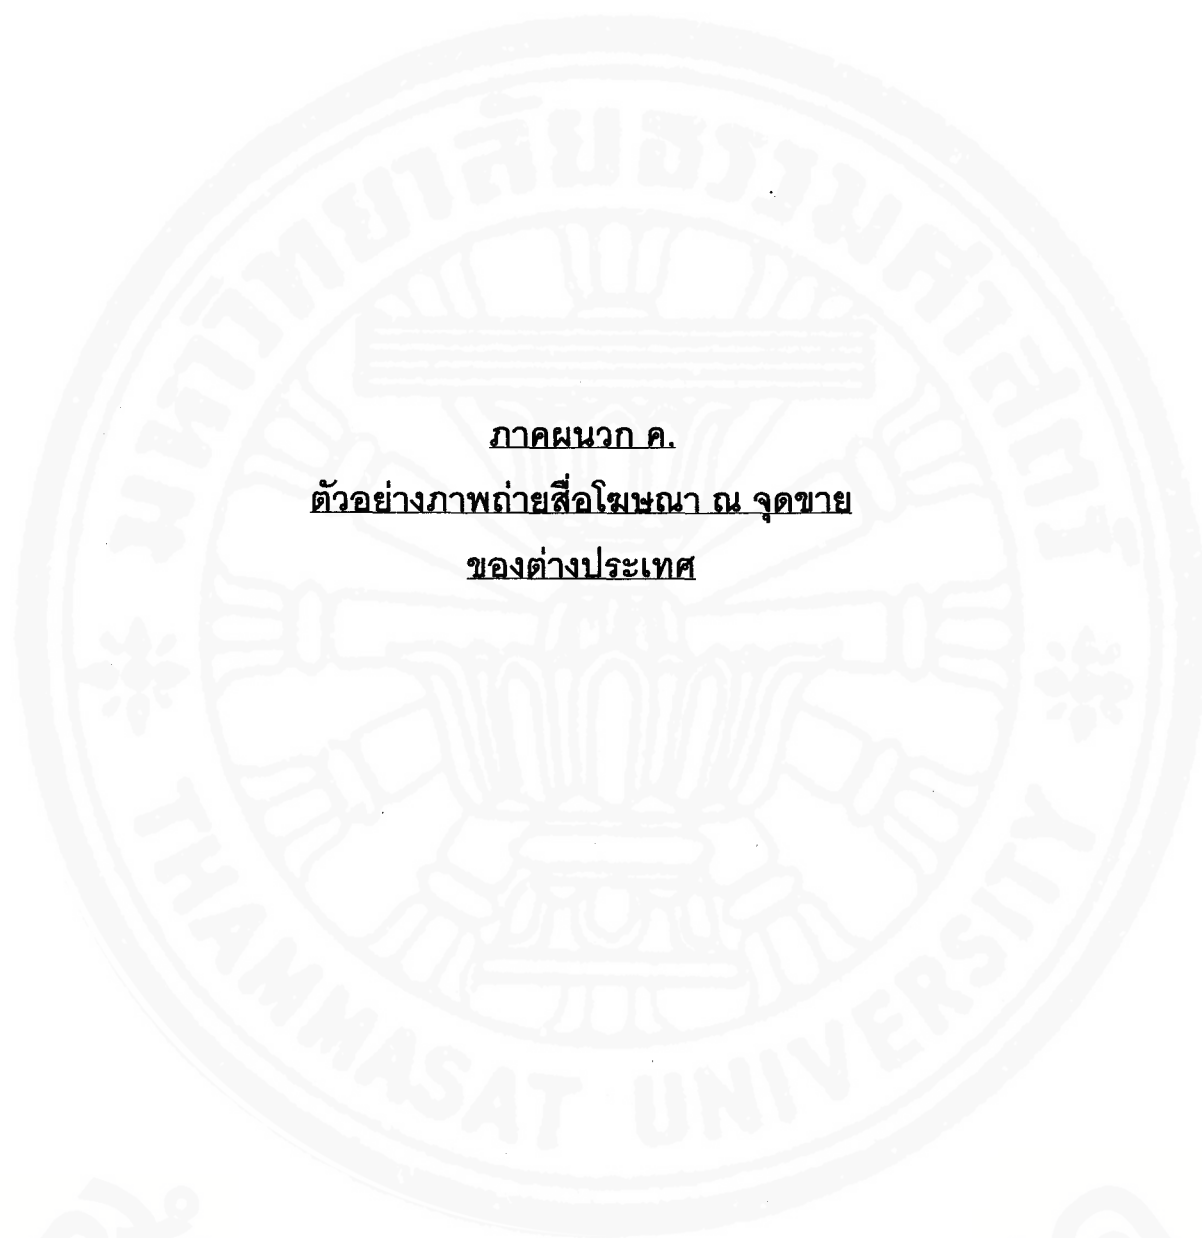 ภาคผนวก ค.
ตัวอย่างภาพถ่ายสื่อโฆษณา ณ จุดขาย
ของต่างประเทศ
มหาวิทยาลัยธรรมศาสตร์
THAMMASAT UNIVERSITY